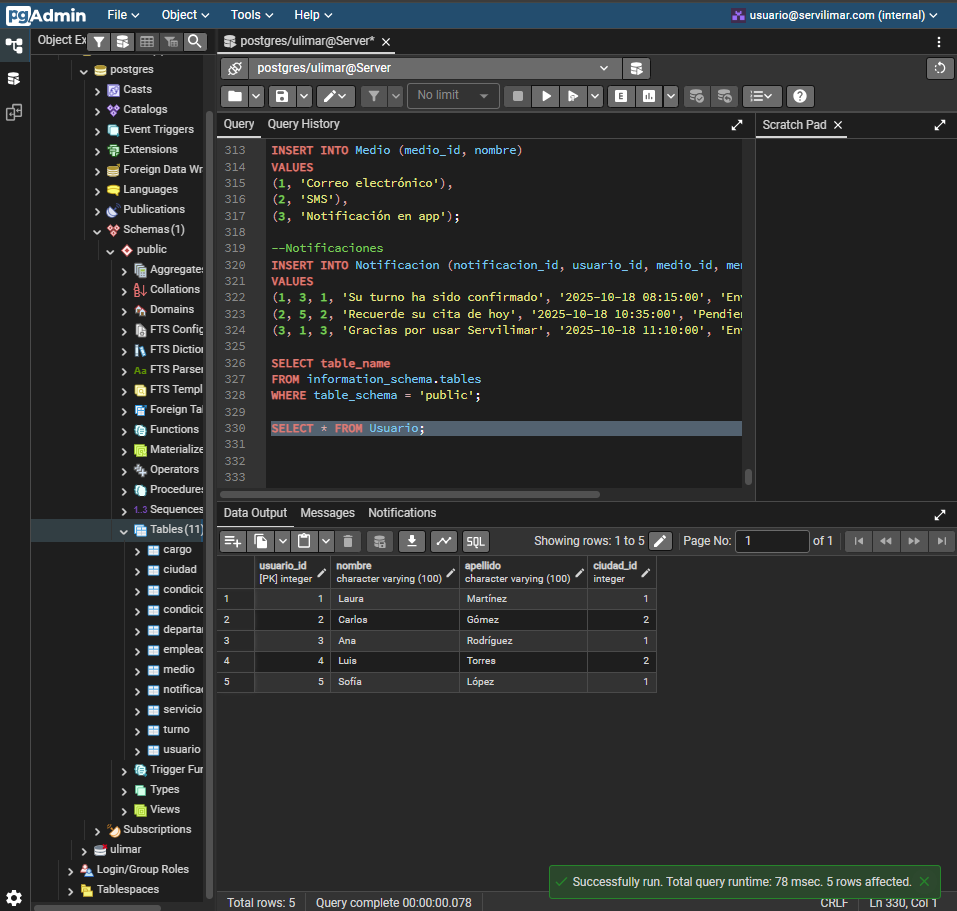 pgAdmin File Object Tools Help usuario@servilimar.com (internal)
Object Ex
postgres/ulimar@Server*
postgres/ulimar@Server
No limit
E
Query Query History
Scratch Pad
postgres
Casts
Catalogs
Event Triggers
Extensions
Foreign Data Wr
Languages
Publications
Schemas (1)
public
Aggregates
Collations
Domains
FTS Config
FTS Diction
Aa FTS Parser
FTS Templ
Foreign Tal
Functions
Materialize
Operators
Procedures
1..3 Sequences
Tables (11)
cargo
ciudad
condicio
condicio
departar
emplead
medio
notificac
servicio
turno
usuario
Trigger Fur
Types
Views
Subscriptions
ulimar
Login/Group Roles
Tablespaces
313 INSERT INTO Medio (medio_id, nombre)
314 VALUES
315 (1, 'Correo electrónico'),
316 (2, 'SMS'),
317 (3, 'Notificación en app');
318
319 --Notificaciones
320 INSERT INTO Notificacion (notificacion_id, usuario_id, medio_id, men
321 VALUES
322 (1, 3, 1, 'Su turno ha sido confirmado', '2025-10-18 08:15:00', 'Env
323 (2, 5, 2, 'Recuerde su cita de hoy', '2025-10-18 10:35:00', 'Pendien
324 (3, 1, 3, 'Gracias por usar Servilimar', '2025-10-18 11:10:00', 'Env
325
326 SELECT table_name
327 FROM information_schema.tables
328 WHERE table_schema = 'public';
329
330 SELECT * FROM Usuario;
331
332
333
Data Output Messages Notifications
SQL Showing rows: 1 to 5 Page No: 1 of 1
usuario_id nombre apellido ciudad_id
[PK] integer character varying (100) character varying (100) integer
1 1 Laura Martínez 1
2 2 Carlos Gómez 2
3 3 Ana Rodríguez 1
4 4 Luis Torres 2
5 5 Sofía López 1
Successfully run. Total query runtime: 78 msec. 5 rows affected.
Total rows: 5 Query complete 00:00:00.078 CRLF Ln 330, Col 1